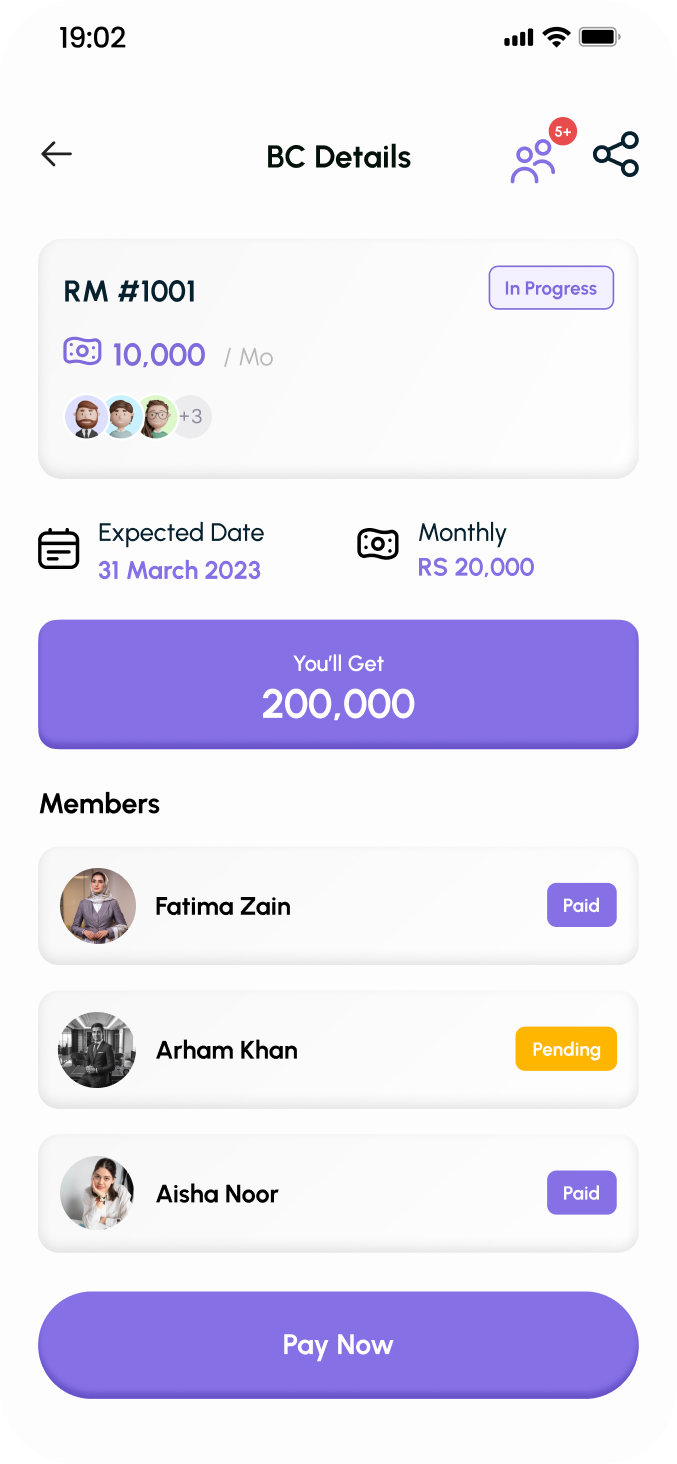 19:02
BC Details
5+
RM #1001
In Progress
10,000 / Mo
+3
Expected Date
31 March 2023
Monthly
RS 20,000
You'll Get
200,000
Members
Fatima Zain
Paid
Arham Khan
Pending
Aisha Noor
Paid
Pay Now